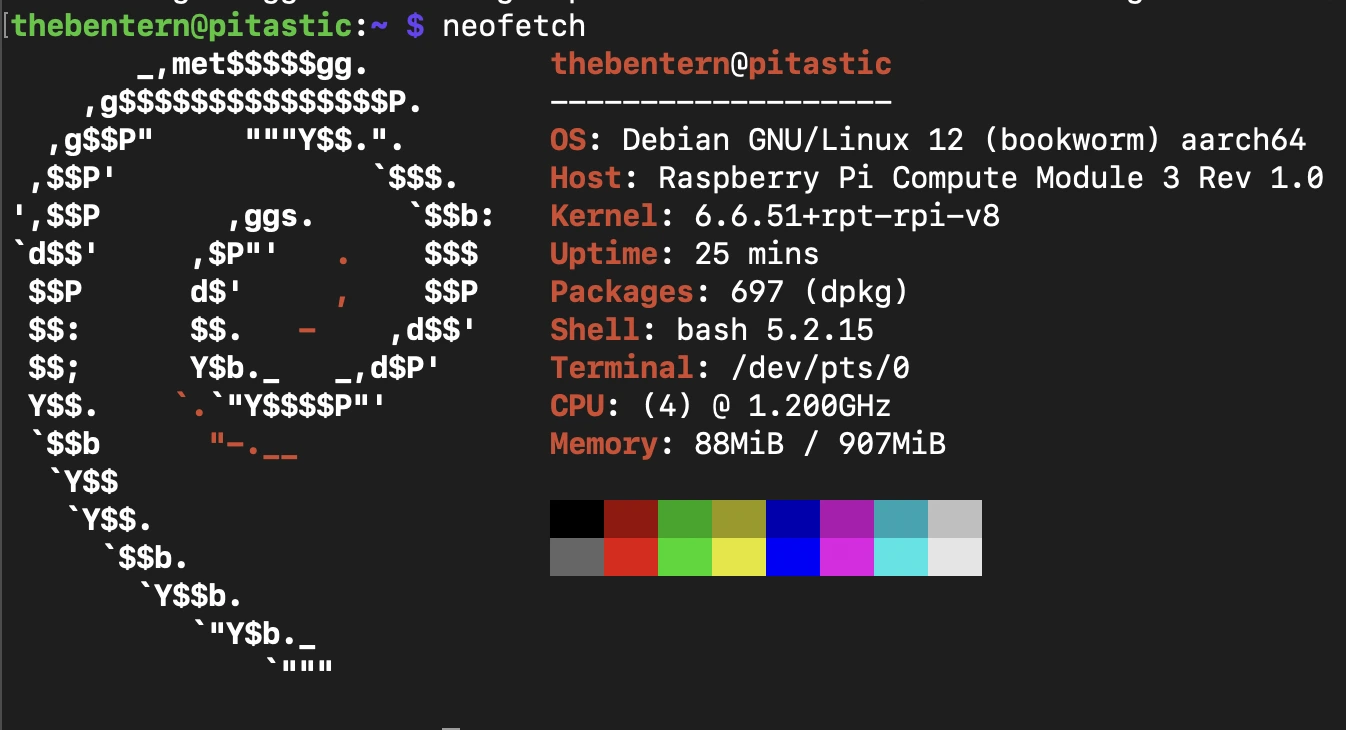 [thebentern@pitastic:~ $ neofetch
       _,met$$$$$gg.          thebentern@pitastic
    ,g$$$$$$$$$$$$$$$P.       -------------------
  ,g$$P"     """Y$$.".        OS: Debian GNU/Linux 12 (bookworm) aarch64
 ,$$P'              `$$$.     Host: Raspberry Pi Compute Module 3 Rev 1.0
',$$P       ,ggs.     `$$b:   Kernel: 6.6.51+rpt-rpi-v8
`d$$'     ,$P"'   .    $$$    Uptime: 25 mins
 $$P      d$'     ,    $$P    Packages: 697 (dpkg)
 $$:      $$.   -    ,d$$'    Shell: bash 5.2.15
 $$;      Y$b._   _,d$P'      Terminal: /dev/pts/0
 Y$$.    `.`"Y$$$$P"'         CPU: (4) @ 1.200GHz
 `$$b      "-.__              Memory: 88MiB / 907MiB
  `Y$$
   `Y$$.
     `$$b.
       `Y$$b.
          `"Y$b._
              `"""